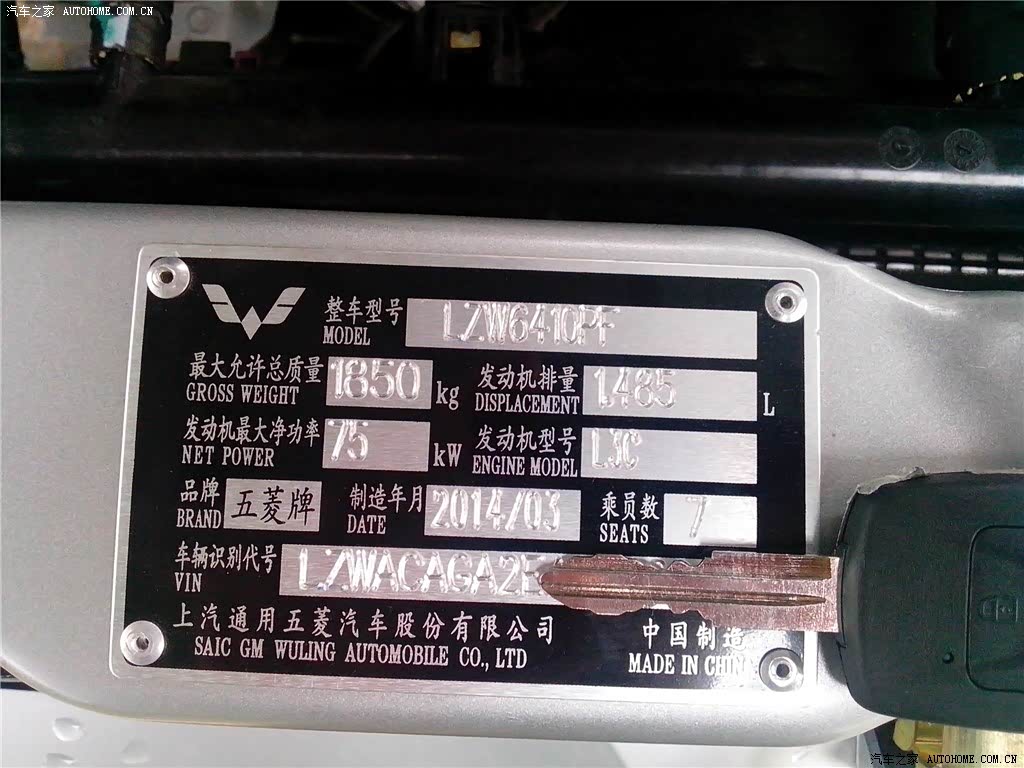 汽车之家 AUTOHOME.COM.CN
整车型号 LZW6410PF
MODEL
最大允许总质量 1850 kg 发动机排量 1.485 L
GROSS WEIGHT DISPLACEMENT
发动机最大净功率 75 kW 发动机型号 L3C
NET POWER ENGINE MODEL
品牌 五菱牌 制造年月 2014/03 乘员数 7
BRAND DATE SEATS
车辆识别代号 LZWACAGA2
VIN
上汽通用五菱汽车股份有限公司 中国制造
SAIC GM WULING AUTOMOBILE CO., LTD MADE IN CHIN
汽车之家 AUTOHOME.COM.CN